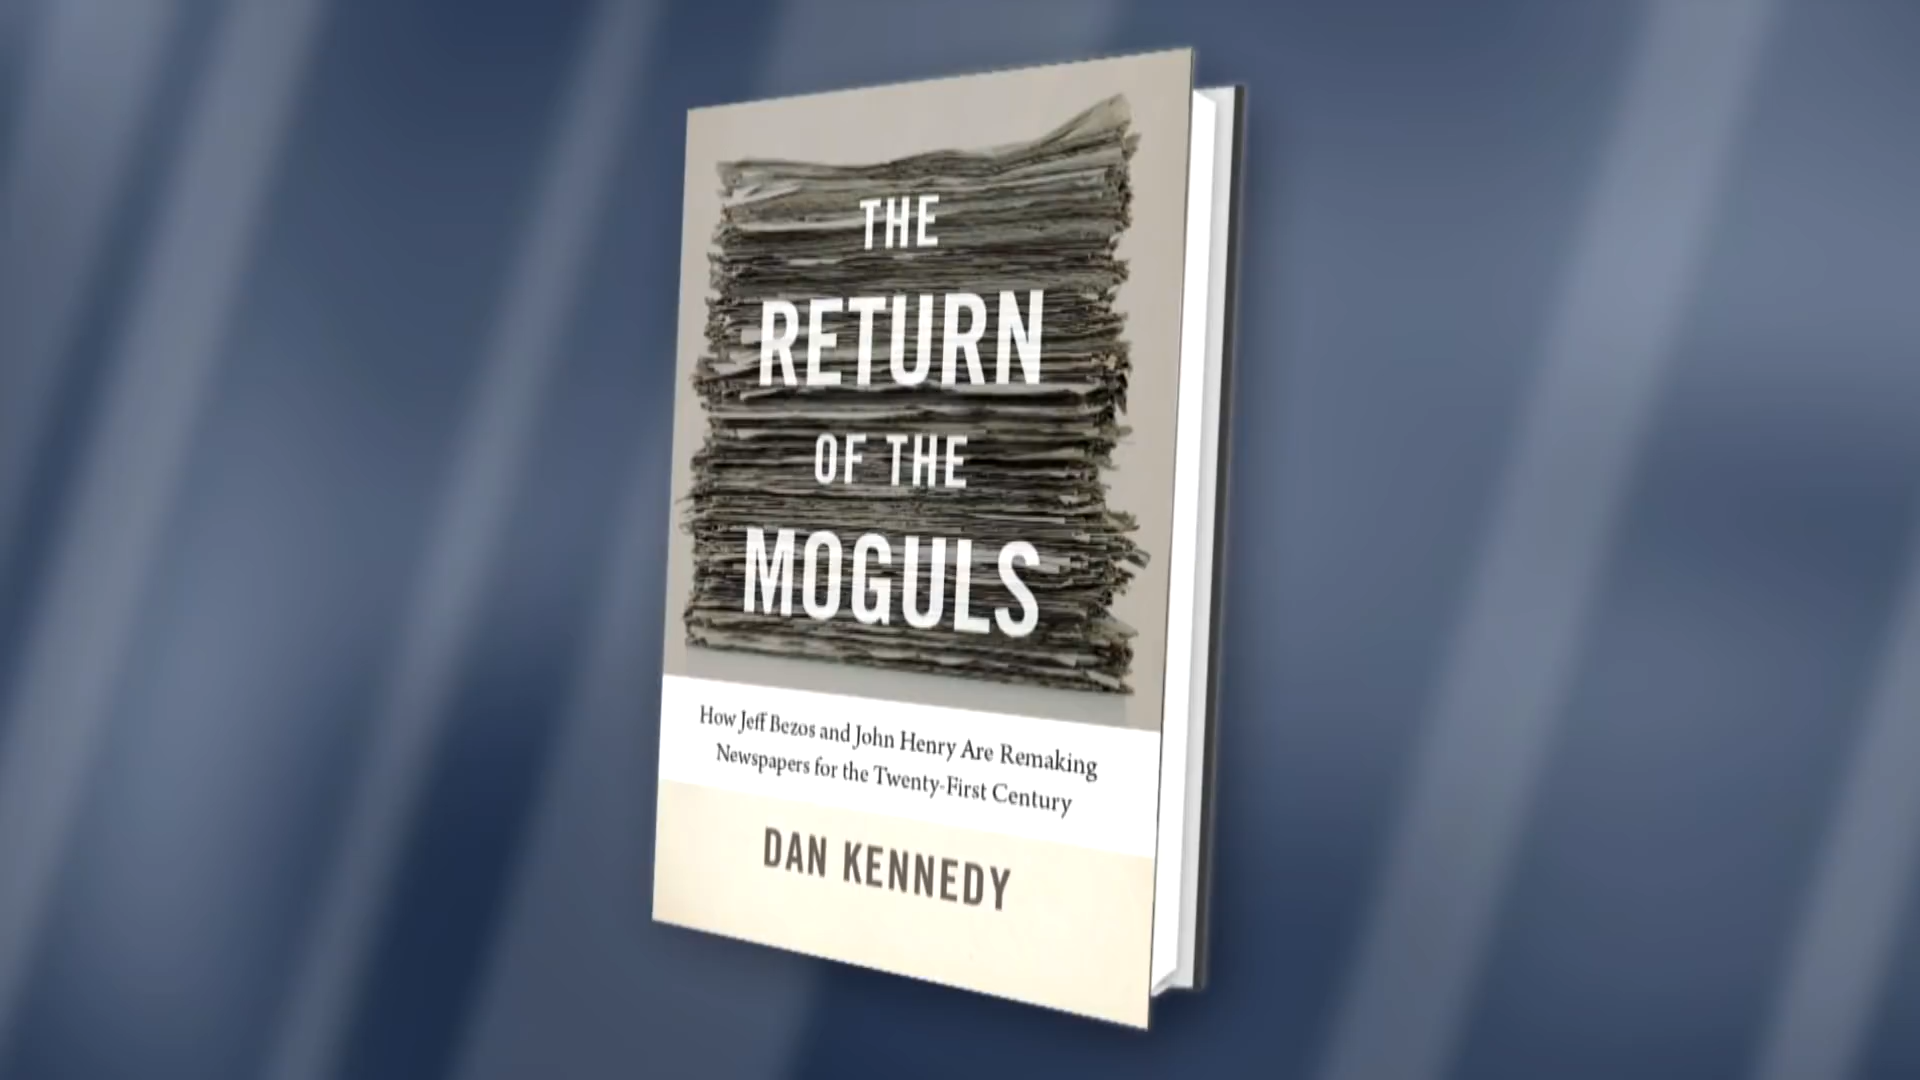 THE
RETURN
OF THE
MOGULS
How Jeff Bezos and John Henry Are Remaking
Newspapers for the Twenty-First Century
DAN KENNEDY